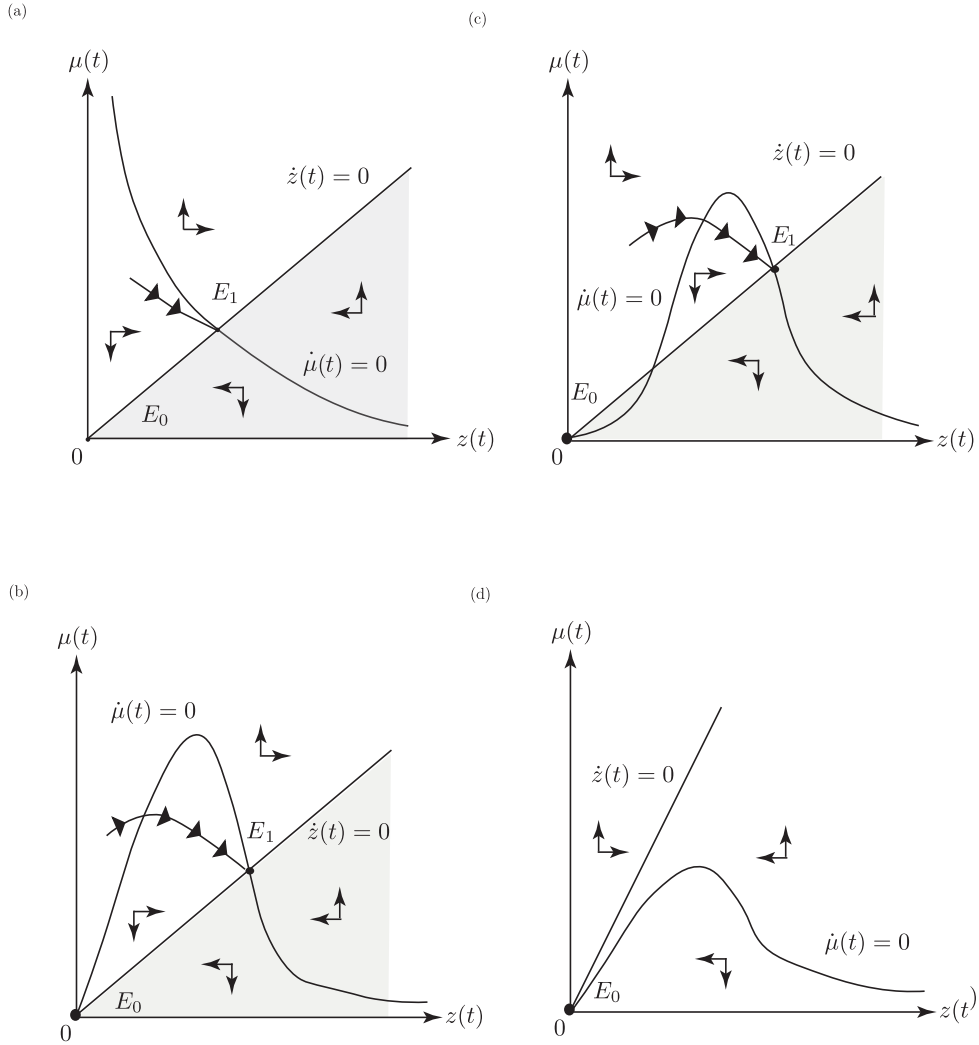 (a)
μ(t)
ż(t) = 0
E₁
μ̇(t) = 0
E₀
0
z(t)
(c)
μ(t)
ż(t) = 0
E₁
μ̇(t) = 0
E₀
0
z(t)
(b)
μ(t)
μ̇(t) = 0
E₁
ż(t) = 0
E₀
0
z(t)
(d)
μ(t)
ż(t) = 0
μ̇(t) = 0
E₀
0
z(t)